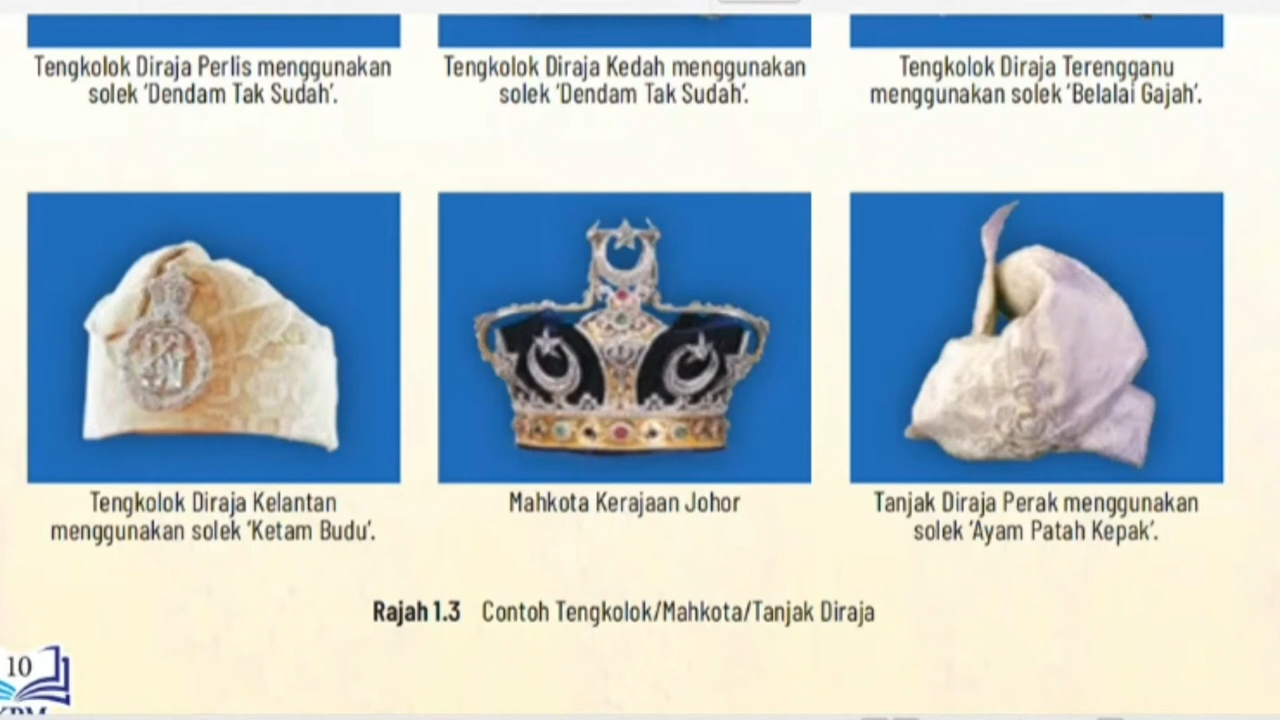 Tengkolok Diraja Perlis menggunakan
solek 'Dendam Tak Sudah'.
Tengkolok Diraja Kedah menggunakan
solek 'Dendam Tak Sudah'.
Tengkolok Diraja Terengganu
menggunakan solek 'Belalai Gajah'.
Tengkolok Diraja Kelantan
menggunakan solek 'Ketam Budu'.
Mahkota Kerajaan Johor
Tanjak Diraja Perak menggunakan
solek 'Ayam Patah Kepak'.
Rajah 1.3 Contoh Tengkolok/Mahkota/Tanjak Diraja
10